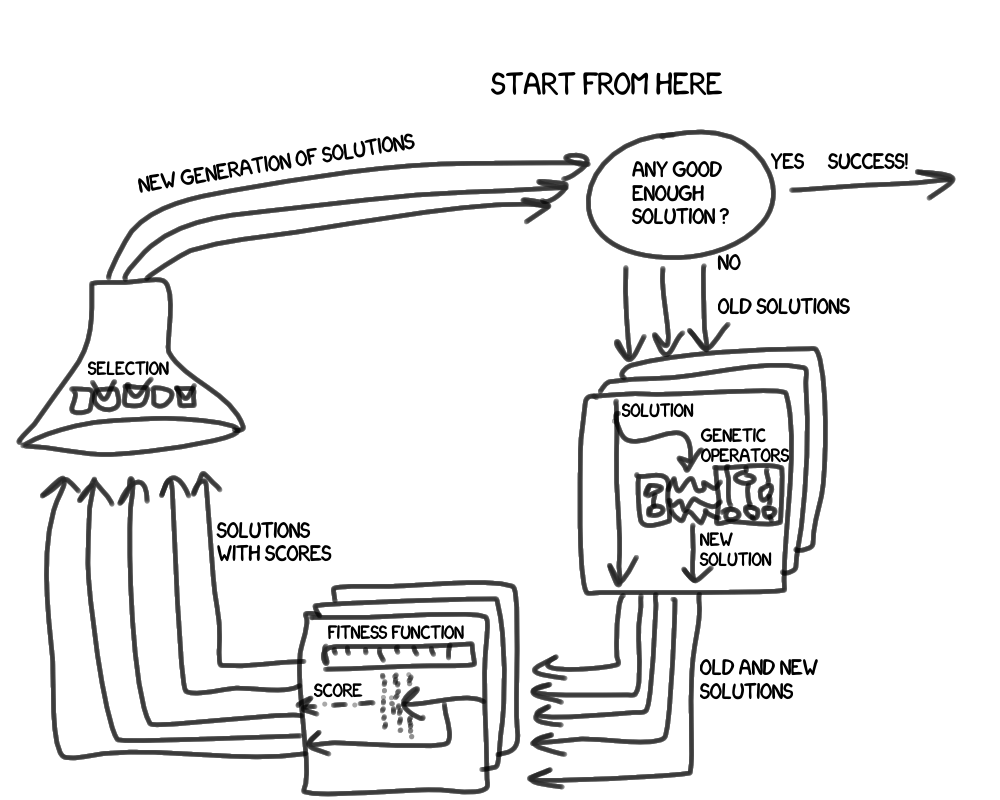 START FROM HERE
NEW GENERATION OF SOLUTIONS
ANY GOOD
ENOUGH
SOLUTION ?
YES SUCCESS!
NO
OLD SOLUTIONS
SELECTION
SOLUTION
GENETIC
OPERATORS
NEW
SOLUTION
SOLUTIONS
WITH SCORES
FITNESS FUNCTION
SCORE
OLD AND NEW
SOLUTIONS